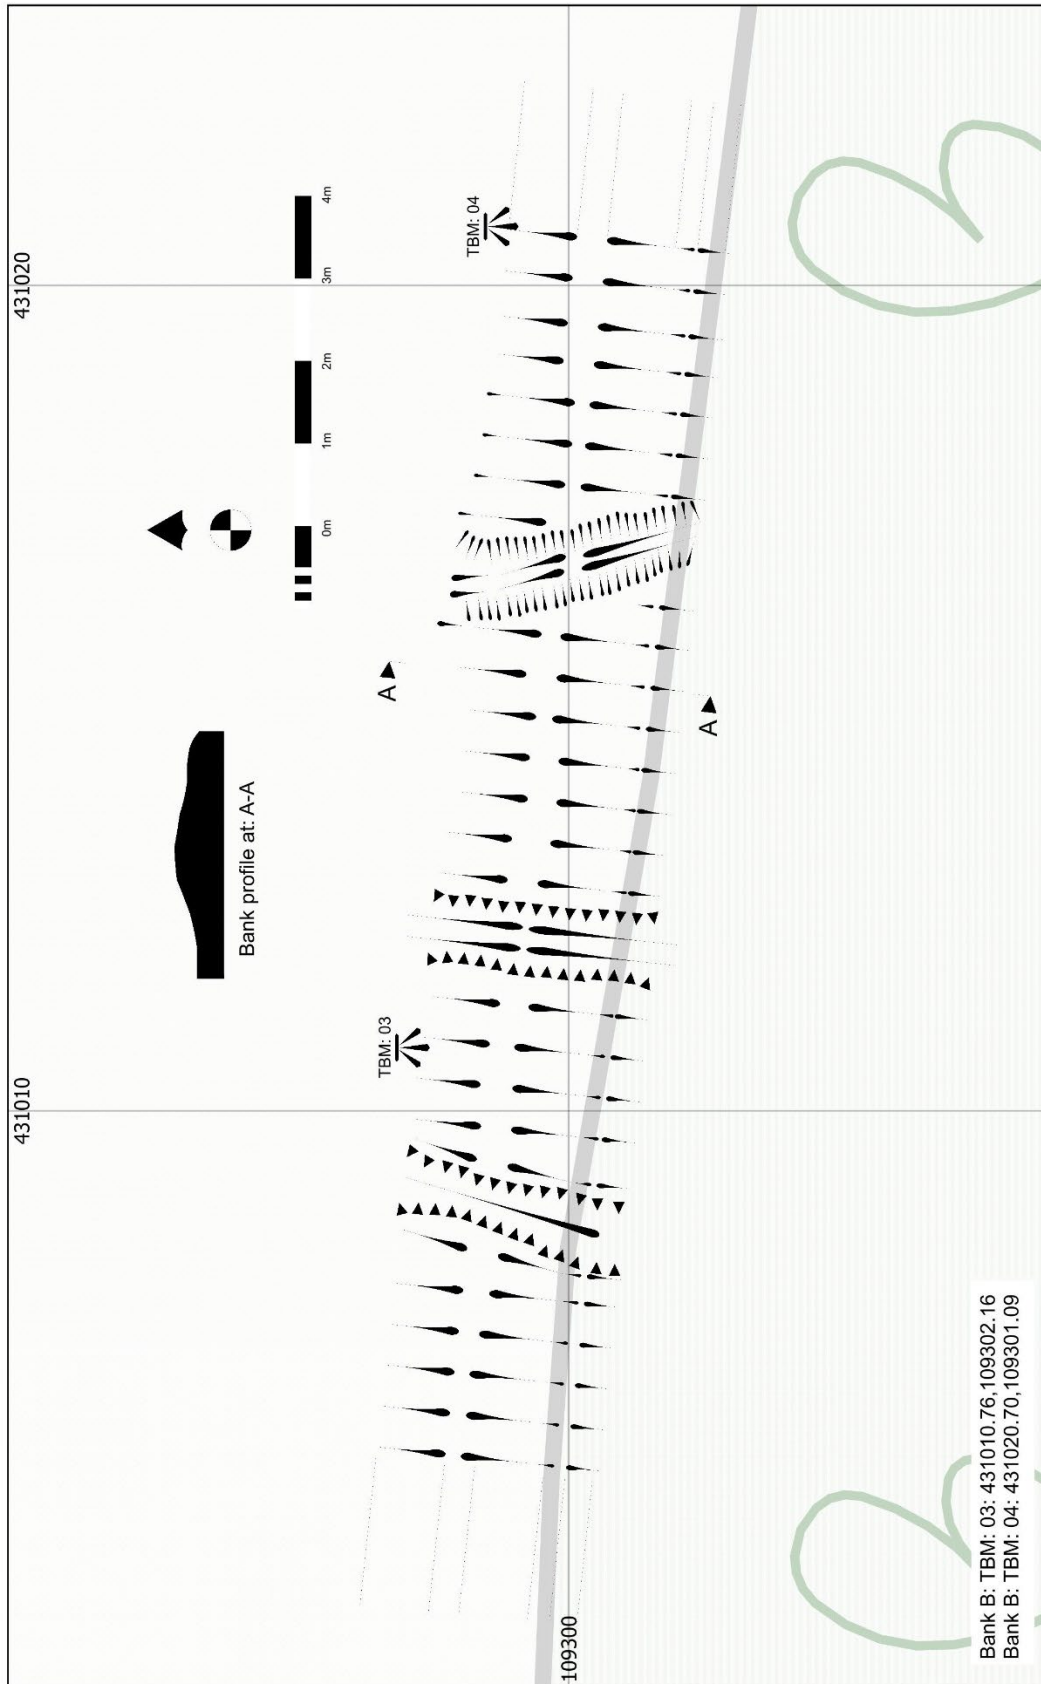 431010
431020
Bank profile at: A-A
0m
1m
2m
3m
4m
TBM: 03
A
TBM: 04
A
109300
Bank B: TBM: 03: 431010.76,109302.16
Bank B: TBM: 04: 431020.70,109301.09